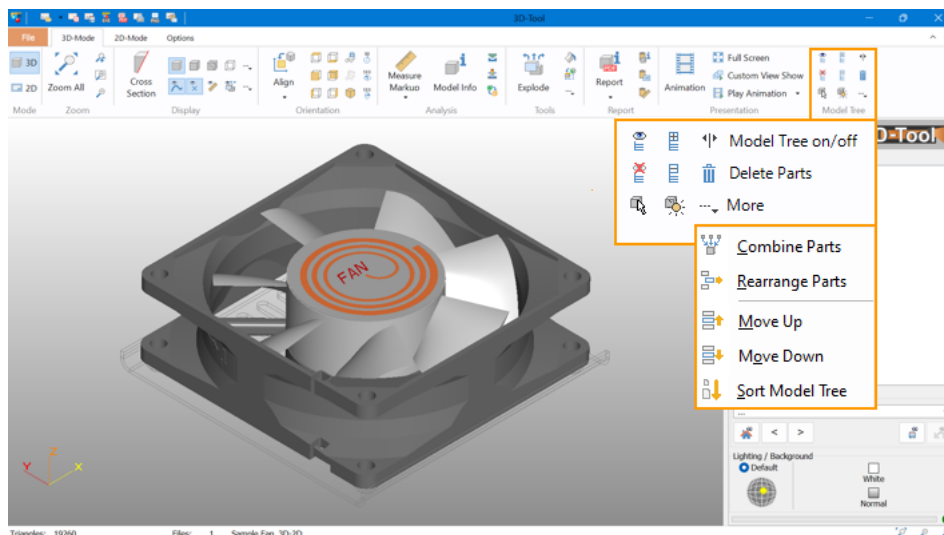 3D-Tool
File 3D-Mode 2D-Mode Options
3D
2D
Zoom All
Cross
Section
Align
Measure
Markup
Model Info
Explode
Report
Animation
Full Screen
Custom View Show
Play Animation
Mode Zoom Display Orientation Analysis Tools Report Presentation Model Tree
D-Tool
Model Tree on/off
Delete Parts
More
Combine Parts
Rearrange Parts
Move Up
Move Down
Sort Model Tree
FAN
...
< >
Lighting / Background
Default
White
Normal
Z
Y X
Triangles: 19260 Files: 1 Sample Fan_3D-2D